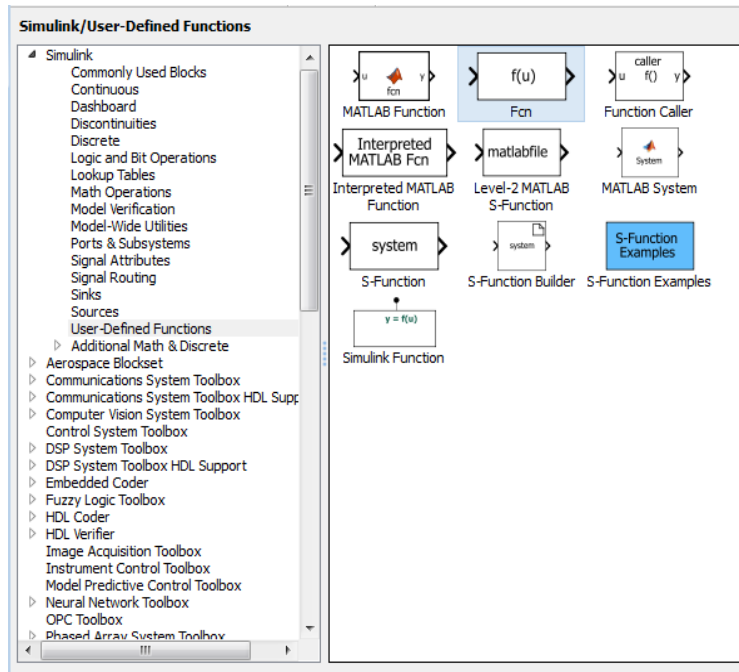 Simulink/User-Defined Functions
Simulink
Commonly Used Blocks
Continuous
Dashboard
Discontinuities
Discrete
Logic and Bit Operations
Lookup Tables
Math Operations
Model Verification
Model-Wide Utilities
Ports & Subsystems
Signal Attributes
Signal Routing
Sinks
Sources
User-Defined Functions
Additional Math & Discrete
Aerospace Blockset
Communications System Toolbox
Communications System Toolbox HDL Supp
Computer Vision System Toolbox
Control System Toolbox
DSP System Toolbox
DSP System Toolbox HDL Support
Embedded Coder
Fuzzy Logic Toolbox
HDL Coder
HDL Verifier
Image Acquisition Toolbox
Instrument Control Toolbox
Model Predictive Control Toolbox
Neural Network Toolbox
OPC Toolbox
Phased Array System Toolbox
u y
fcn
MATLAB Function
f(u)
Fcn
caller
u f() y
Function Caller
Interpreted
MATLAB Fcn
Interpreted MATLAB
Function
matlabfile
Level-2 MATLAB
S-Function
System
MATLAB System
system
S-Function
system
S-Function Builder
S-Function
Examples
S-Function Examples
y = f(u)
Simulink Function